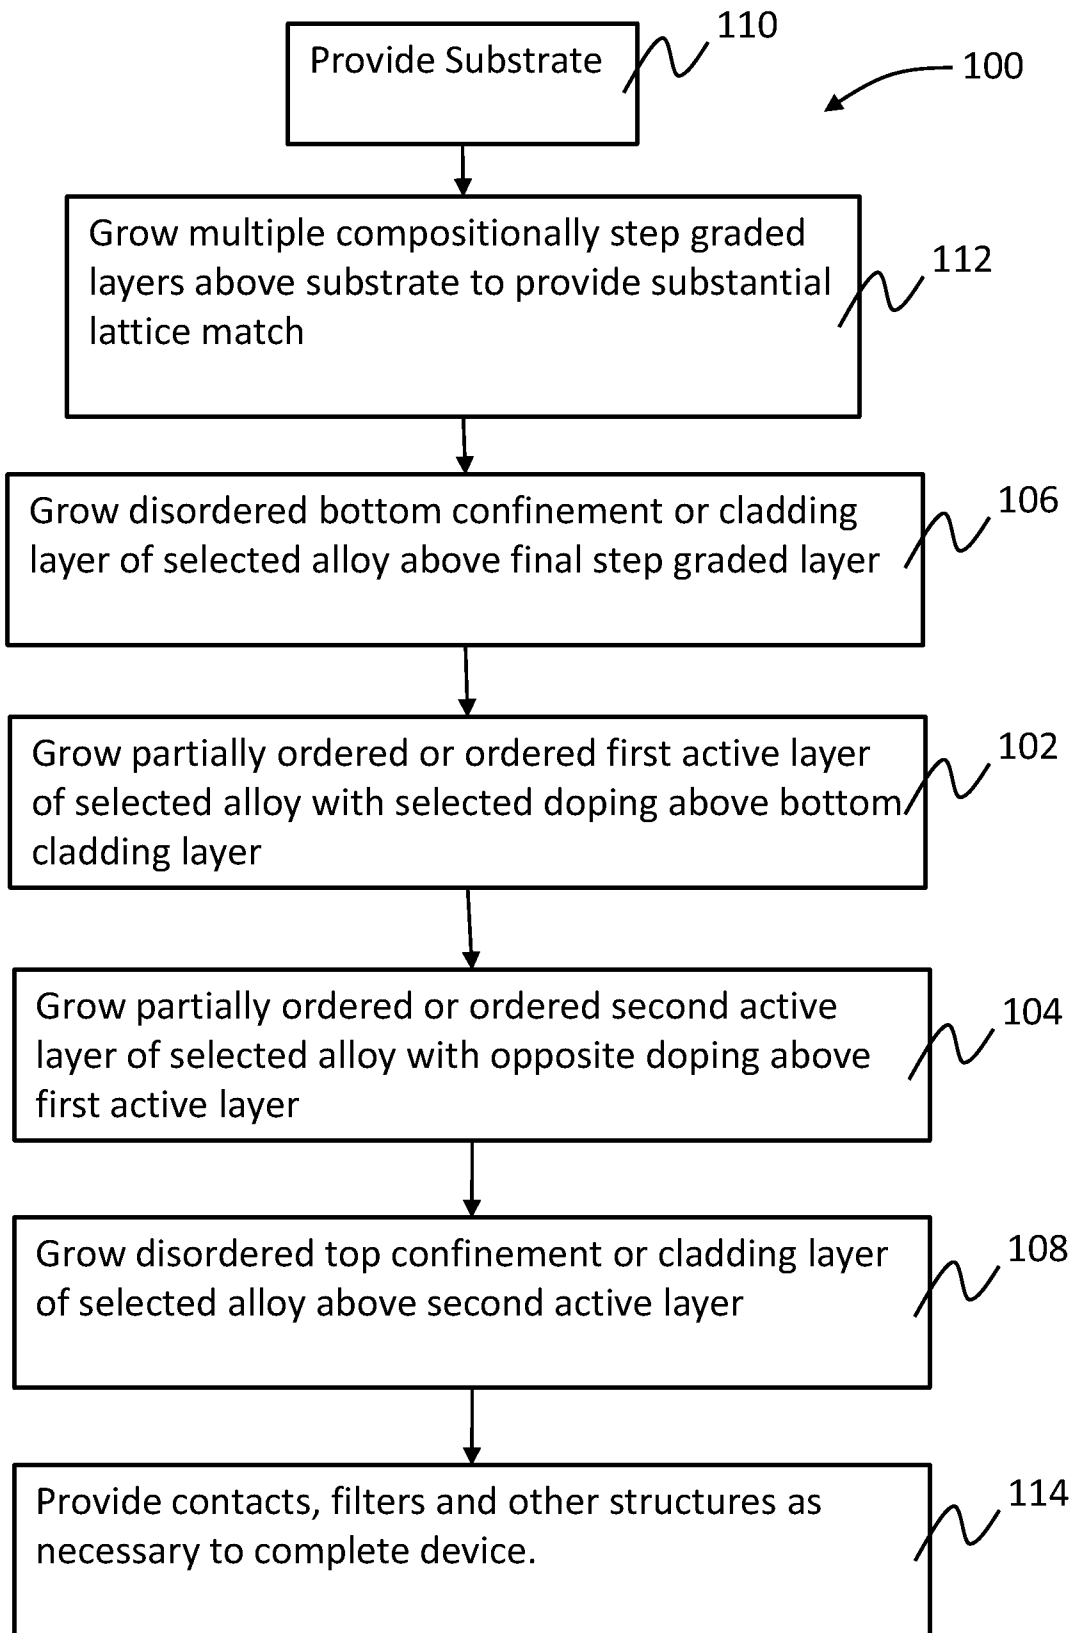 110
Provide Substrate
100
Grow multiple compositionally step graded
layers above substrate to provide substantial
lattice match
112
Grow disordered bottom confinement or cladding
layer of selected alloy above final step graded layer
106
Grow partially ordered or ordered first active layer
of selected alloy with selected doping above bottom
cladding layer
102
Grow partially ordered or ordered second active
layer of selected alloy with opposite doping above
first active layer
104
Grow disordered top confinement or cladding layer
of selected alloy above second active layer
108
Provide contacts, filters and other structures as
necessary to complete device.
114